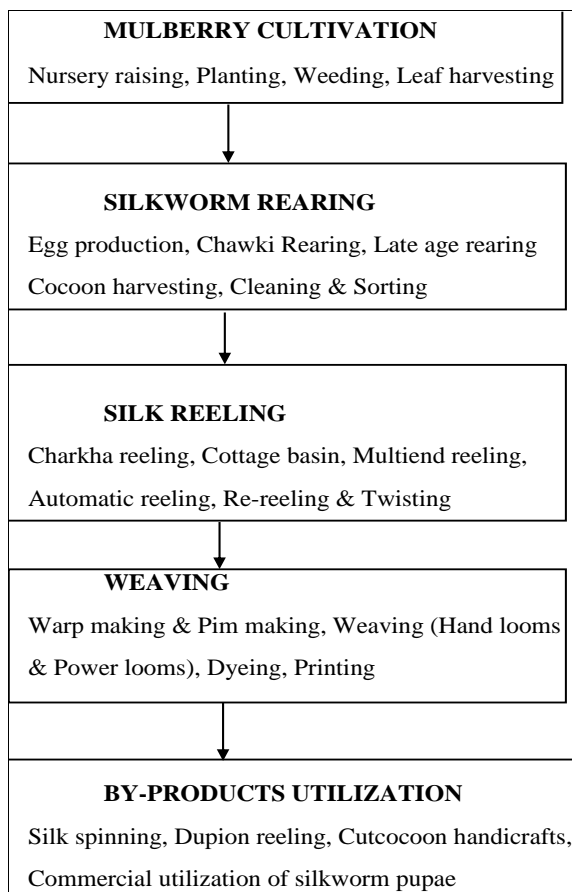 MULBERRY CULTIVATION
Nursery raising, Planting, Weeding, Leaf harvesting
SILKWORM REARING
Egg production, Chawki Rearing, Late age rearing
Cocoon harvesting, Cleaning & Sorting
SILK REELING
Charkha reeling, Cottage basin, Multiend reeling,
Automatic reeling, Re-reeling & Twisting
WEAVING
Warp making & Pim making, Weaving (Hand looms
& Power looms), Dyeing, Printing
BY-PRODUCTS UTILIZATION
Silk spinning, Dupion reeling, Cutcocoon handicrafts,
Commercial utilization of silkworm pupae